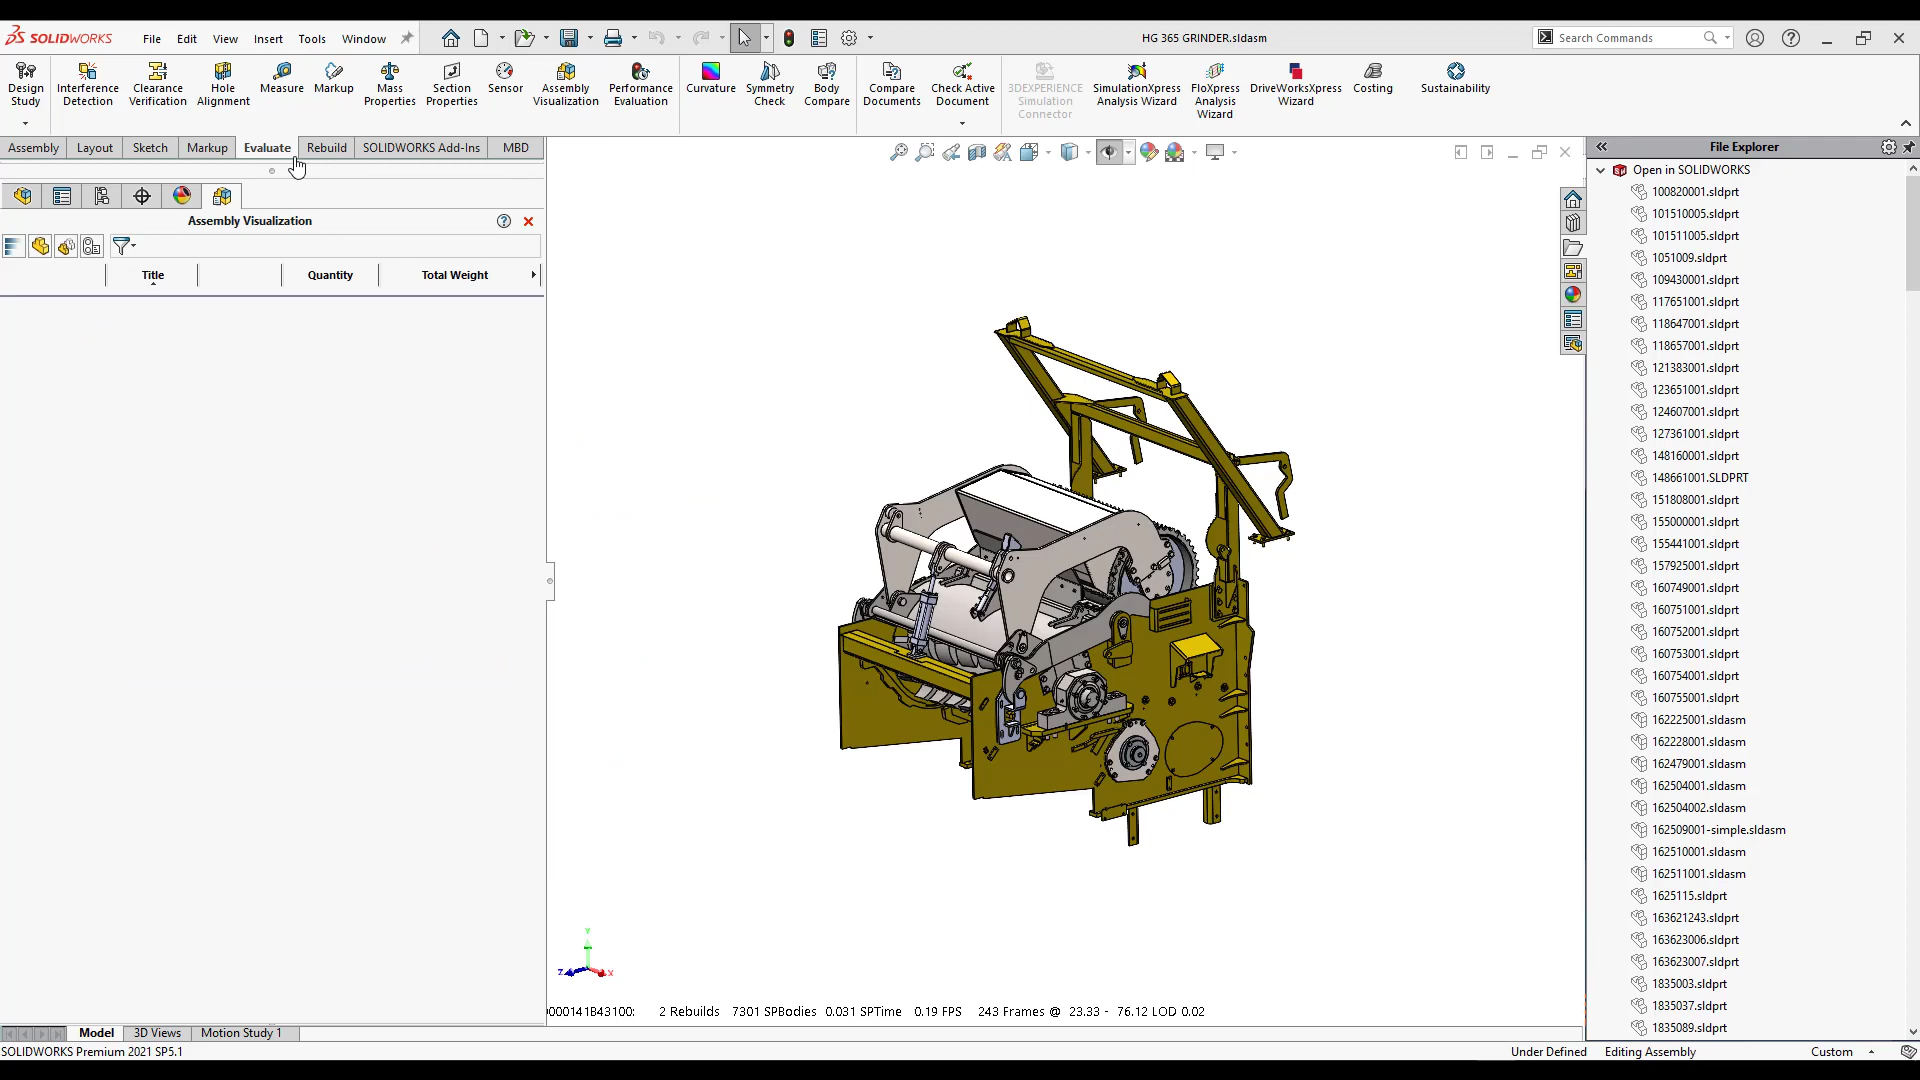 SOLIDWORKS File Edit View Insert Tools Window HG 365 GRINDER.sldasm Search Commands
Design Study
Interference Detection
Clearance Verification
Hole Alignment
Measure
Markup
Mass Properties
Section Properties
Sensor
Assembly Visualization
Performance Evaluation
Curvature
Symmetry Check
Body Compare
Compare Documents
Check Active Document
3DEXPERIENCE Simulation Connector
SimulationXpress Analysis Wizard
FloXpress Analysis Wizard
DriveWorksXpress Wizard
Costing
Sustainability
Assembly Layout Sketch Markup Evaluate Rebuild SOLIDWORKS Add-Ins MBD
Assembly Visualization
Title Quantity Total Weight
File Explorer
Open in SOLIDWORKS
100820001.sldprt
101510005.sldprt
101511005.sldprt
1051009.sldprt
109430001.sldprt
117651001.sldprt
118647001.sldprt
118657001.sldprt
121383001.sldprt
123651001.sldprt
124607001.sldprt
127361001.sldprt
148160001.sldprt
148661001.SLDPRT
151808001.sldprt
155000001.sldprt
155441001.sldprt
157925001.sldprt
160749001.sldprt
160751001.sldprt
160752001.sldprt
160753001.sldprt
160754001.sldprt
160755001.sldprt
162225001.sldasm
162228001.sldasm
162479001.sldasm
162504001.sldasm
162504002.sldasm
162509001-simple.sldasm
162510001.sldasm
162511001.sldasm
1625115.sldprt
163621243.sldprt
163623006.sldprt
163623007.sldprt
1835003.sldprt
1835037.sldprt
1835089.sldprt
Y
Z X
0000141B43100: 2 Rebuilds 7301 SPBodies 0.031 SPTime 0.19 FPS 243 Frames @ 23.33 - 76.12 LOD 0.02
Model 3D Views Motion Study 1
SOLIDWORKS Premium 2021 SP5.1 Under Defined Editing Assembly Custom